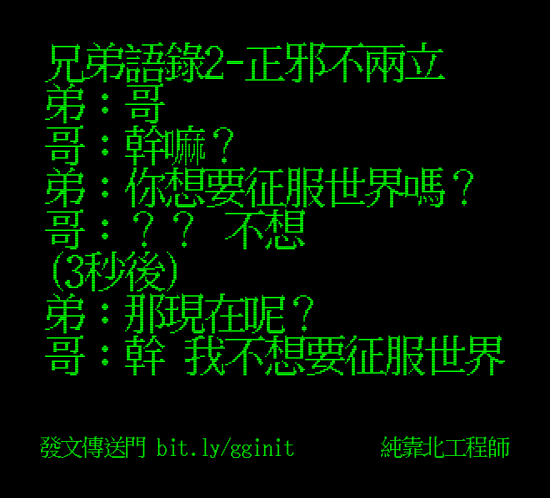 兄弟語錄2-正邪不兩立
弟：哥
哥：幹嘛？
弟：你想要征服世界嗎？
哥：？？ 不想
(3秒後)
弟：那現在呢？
哥：幹 我不想要征服世界
發文傳送門 bit.ly/gginit 純靠北工程師